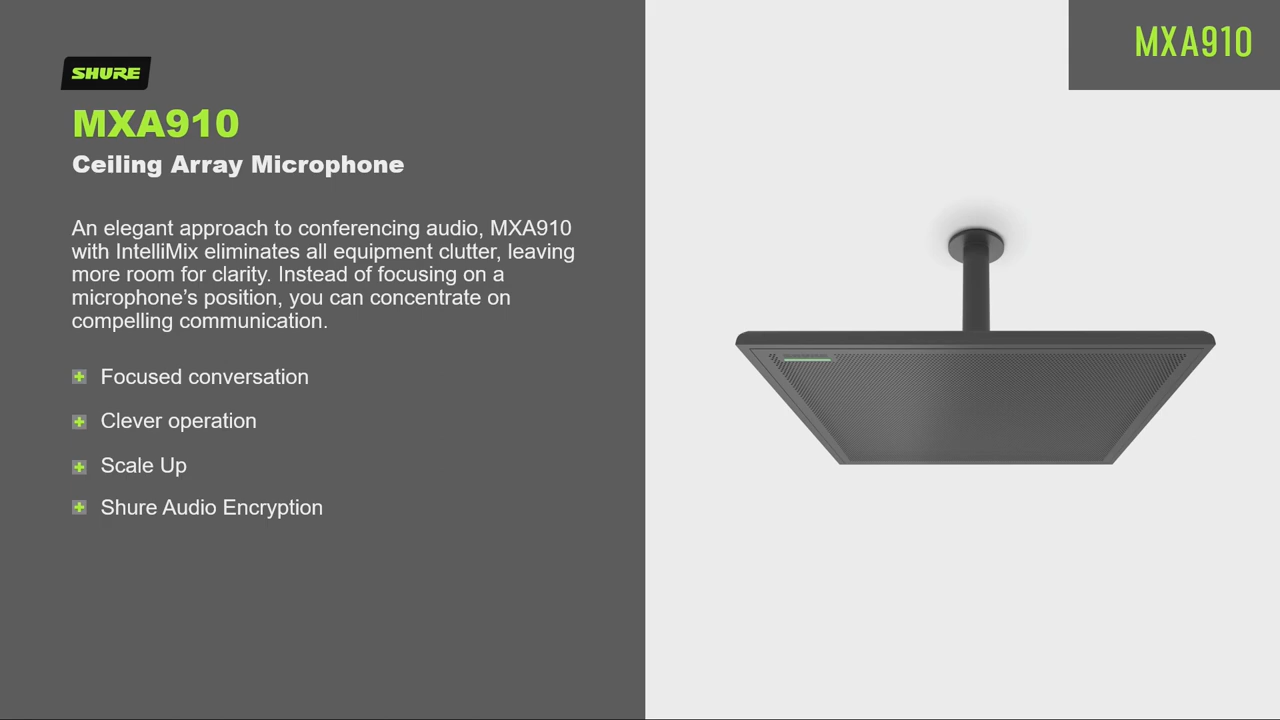 MXA910
SHURE
MXA910
Ceiling Array Microphone
An elegant approach to conferencing audio, MXA910
with IntelliMix eliminates all equipment clutter, leaving
more room for clarity. Instead of focusing on a
microphone’s position, you can concentrate on
compelling communication.
Focused conversation
Clever operation
Scale Up
Shure Audio Encryption